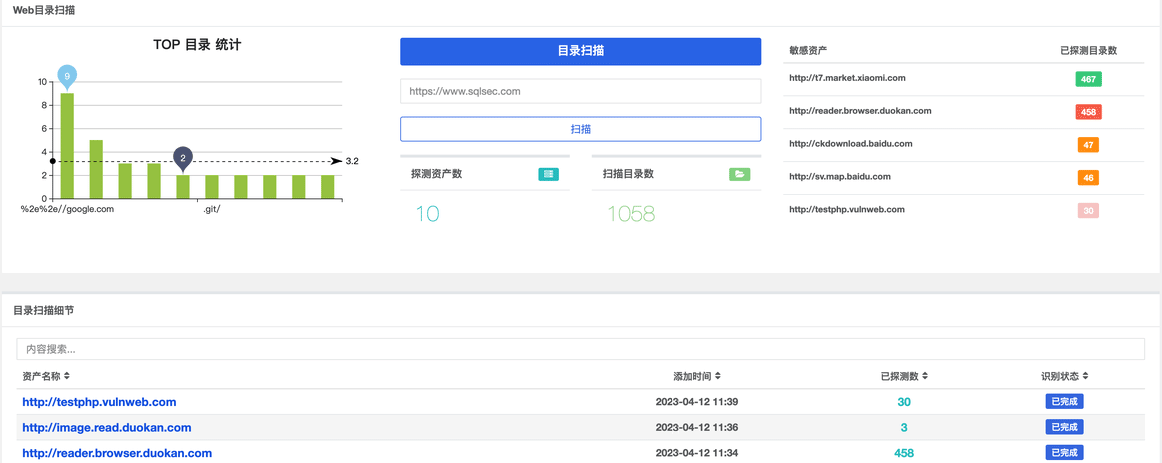 Web目录扫描
TOP 目录 统计
9
10
8
6
4
2
0
2
3.2
%2e%2e//google.com
.git/
目录扫描
https://www.sqlsec.com
扫描
探测资产数
10
扫描目录数
1058
敏感资产 已探测目录数
http://t7.market.xiaomi.com 467
http://reader.browser.duokan.com 458
http://ckdownload.baidu.com 47
http://sv.map.baidu.com 46
http://testphp.vulnweb.com 30
目录扫描细节
内容搜索...
资产名称 添加时间 已探测数 识别状态
http://testphp.vulnweb.com 2023-04-12 11:39 30 已完成
http://image.read.duokan.com 2023-04-12 11:36 3 已完成
http://reader.browser.duokan.com 2023-04-12 11:34 458 已完成